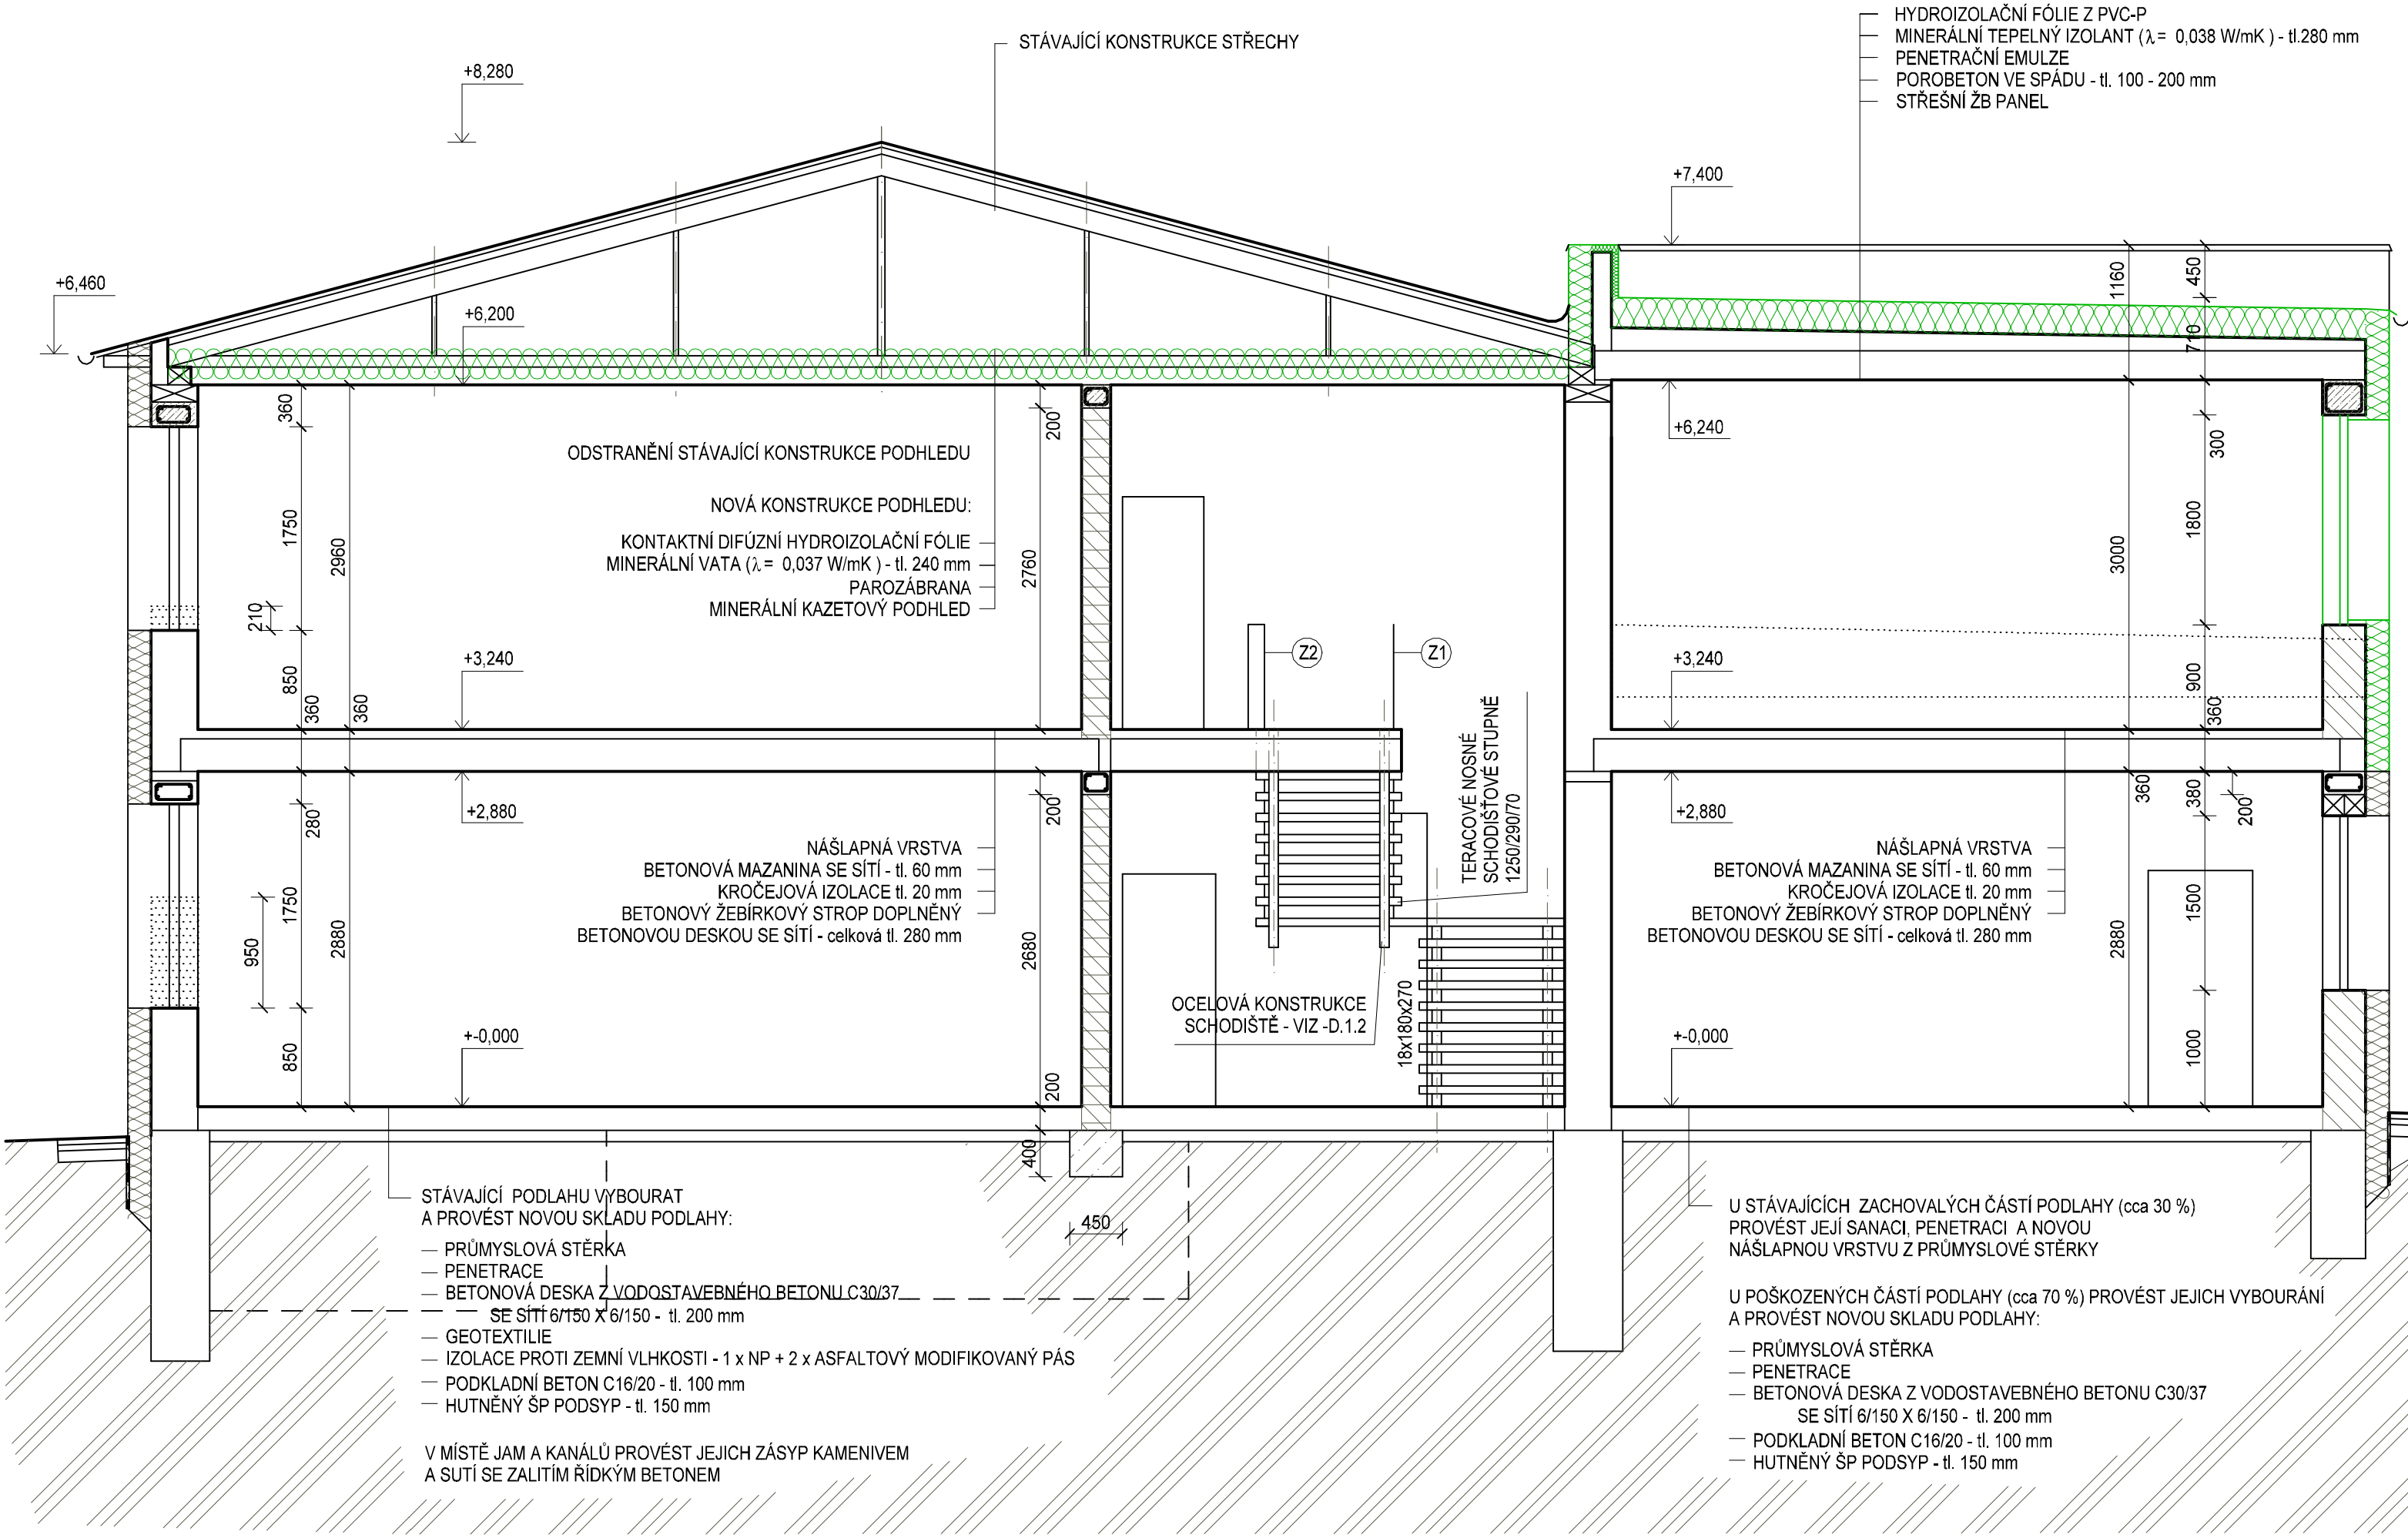 STÁVAJÍCÍ KONSTRUKCE STŘECHY
HYDROIZOLAČNÍ FÓLIE Z PVC-P
MINERÁLNÍ TEPELNÝ IZOLANT (λ = 0,038 W/mK ) - tl.280 mm
PENETRAČNÍ EMULZE
POROBETON VE SPÁDU - tl. 100 - 200 mm
STŘEŠNÍ ŽB PANEL
+8,280
+7,400
+6,460
+6,200
1160
450
710
+6,240
360
200
300
ODSTRANĚNÍ STÁVAJÍCÍ KONSTRUKCE PODHLEDU
NOVÁ KONSTRUKCE PODHLEDU:
KONTAKTNÍ DIFÚZNÍ HYDROIZOLAČNÍ FÓLIE
MINERÁLNÍ VATA (λ = 0,037 W/mK ) - tl. 240 mm
PAROZÁBRANA
MINERÁLNÍ KAZETOVÝ PODHLED
1750
2960
2760
3000
1800
210
850
360
360
+3,240
Z2
Z1
+3,240
900
360
TERACOVÉ NOSNÉ
SCHODIŠŤOVÉ STUPNĚ
1250/290/70
+2,880
280
200
+2,880
360
380
200
NÁŠLAPNÁ VRSTVA
BETONOVÁ MAZANINA SE SÍTÍ - tl. 60 mm
KROČEJOVÁ IZOLACE tl. 20 mm
BETONOVÝ ŽEBÍRKOVÝ STROP DOPLNĚNÝ
BETONOVOU DESKOU SE SÍTÍ - celková tl. 280 mm
NÁŠLAPNÁ VRSTVA
BETONOVÁ MAZANINA SE SÍTÍ - tl. 60 mm
KROČEJOVÁ IZOLACE tl. 20 mm
BETONOVÝ ŽEBÍRKOVÝ STROP DOPLNĚNÝ
BETONOVOU DESKOU SE SÍTÍ - celková tl. 280 mm
950
1750
2880
2680
2880
1500
OCELOVÁ KONSTRUKCE
SCHODIŠTĚ - VIZ -D.1.2
18x180x270
+-0,000
+-0,000
850
200
1000
400
450
STÁVAJÍCÍ PODLAHU VYBOURAT
A PROVÉST NOVOU SKLADU PODLAHY:
— PRŮMYSLOVÁ STĚRKA
— PENETRACE
— BETONOVÁ DESKA Z VODOSTAVEBNÉHO BETONU C30/37
SE SÍTÍ 6/150 X 6/150 - tl. 200 mm
— GEOTEXTILIE
— IZOLACE PROTI ZEMNÍ VLHKOSTI - 1 x NP + 2 x ASFALTOVÝ MODIFIKOVANÝ PÁS
— PODKLADNÍ BETON C16/20 - tl. 100 mm
— HUTNĚNÝ ŠP PODSYP - tl. 150 mm
V MÍSTĚ JAM A KANÁLŮ PROVÉST JEJICH ZÁSYP KAMENIVEM
A SUTÍ SE ZALITÍM ŘÍDKÝM BETONEM
U STÁVAJÍCÍCH ZACHOVALÝCH ČÁSTÍ PODLAHY (cca 30 %)
PROVÉST JEJÍ SANACI, PENETRACI A NOVOU
NÁŠLAPNOU VRSTVU Z PRŮMYSLOVÉ STĚRKY
U POŠKOZENÝCH ČÁSTÍ PODLAHY (cca 70 %) PROVÉST JEJICH VYBOURÁNÍ
A PROVÉST NOVOU SKLADU PODLAHY:
— PRŮMYSLOVÁ STĚRKA
— PENETRACE
— BETONOVÁ DESKA Z VODOSTAVEBNÉHO BETONU C30/37
SE SÍTÍ 6/150 X 6/150 - tl. 200 mm
— PODKLADNÍ BETON C16/20 - tl. 100 mm
— HUTNĚNÝ ŠP PODSYP - tl. 150 mm